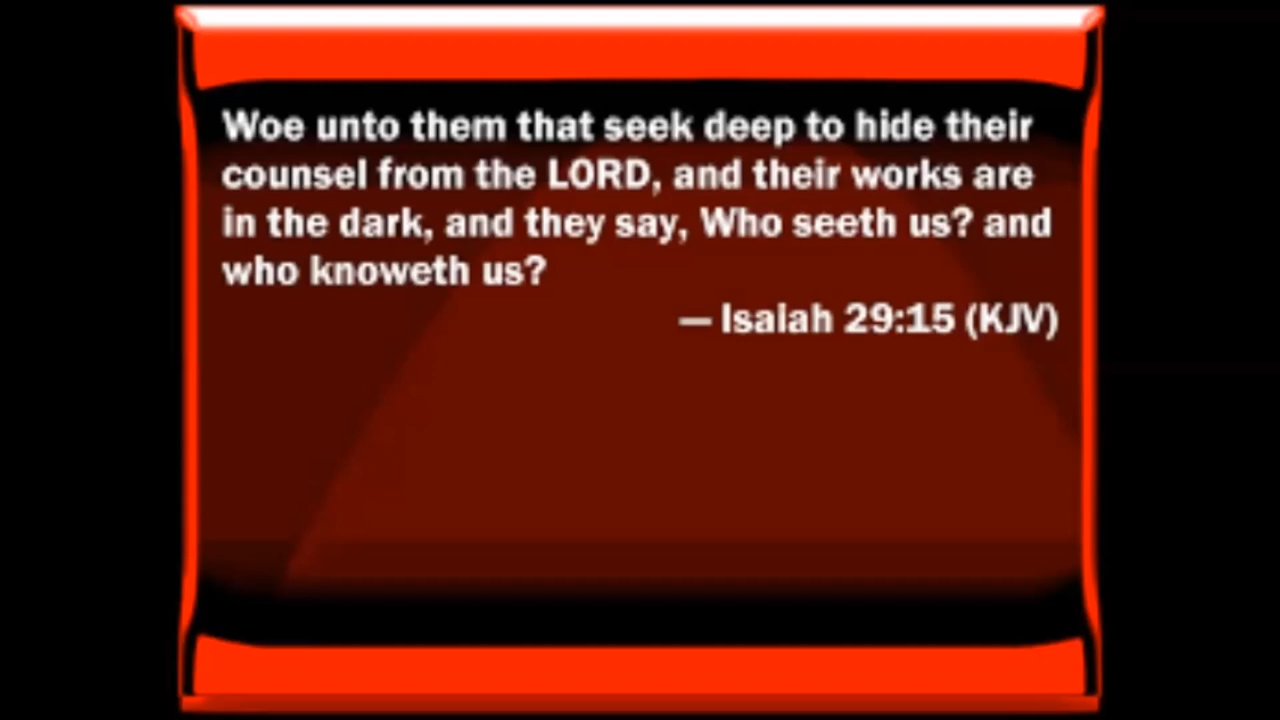 Woe unto them that seek deep to hide their
counsel from the LORD, and their works are
in the dark, and they say, Who seeth us? and
who knoweth us?
— Isaiah 29:15 (KJV)